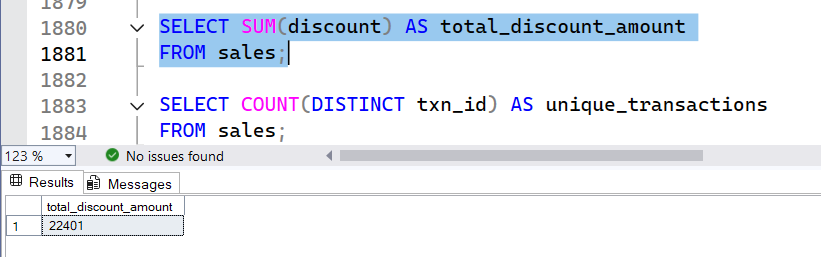 1879
1880 SELECT SUM(discount) AS total_discount_amount
1881 FROM sales;
1882
1883 SELECT COUNT(DISTINCT txn_id) AS unique_transactions
1884 FROM sales;
123 % No issues found
Results Messages
total_discount_amount
1 22401